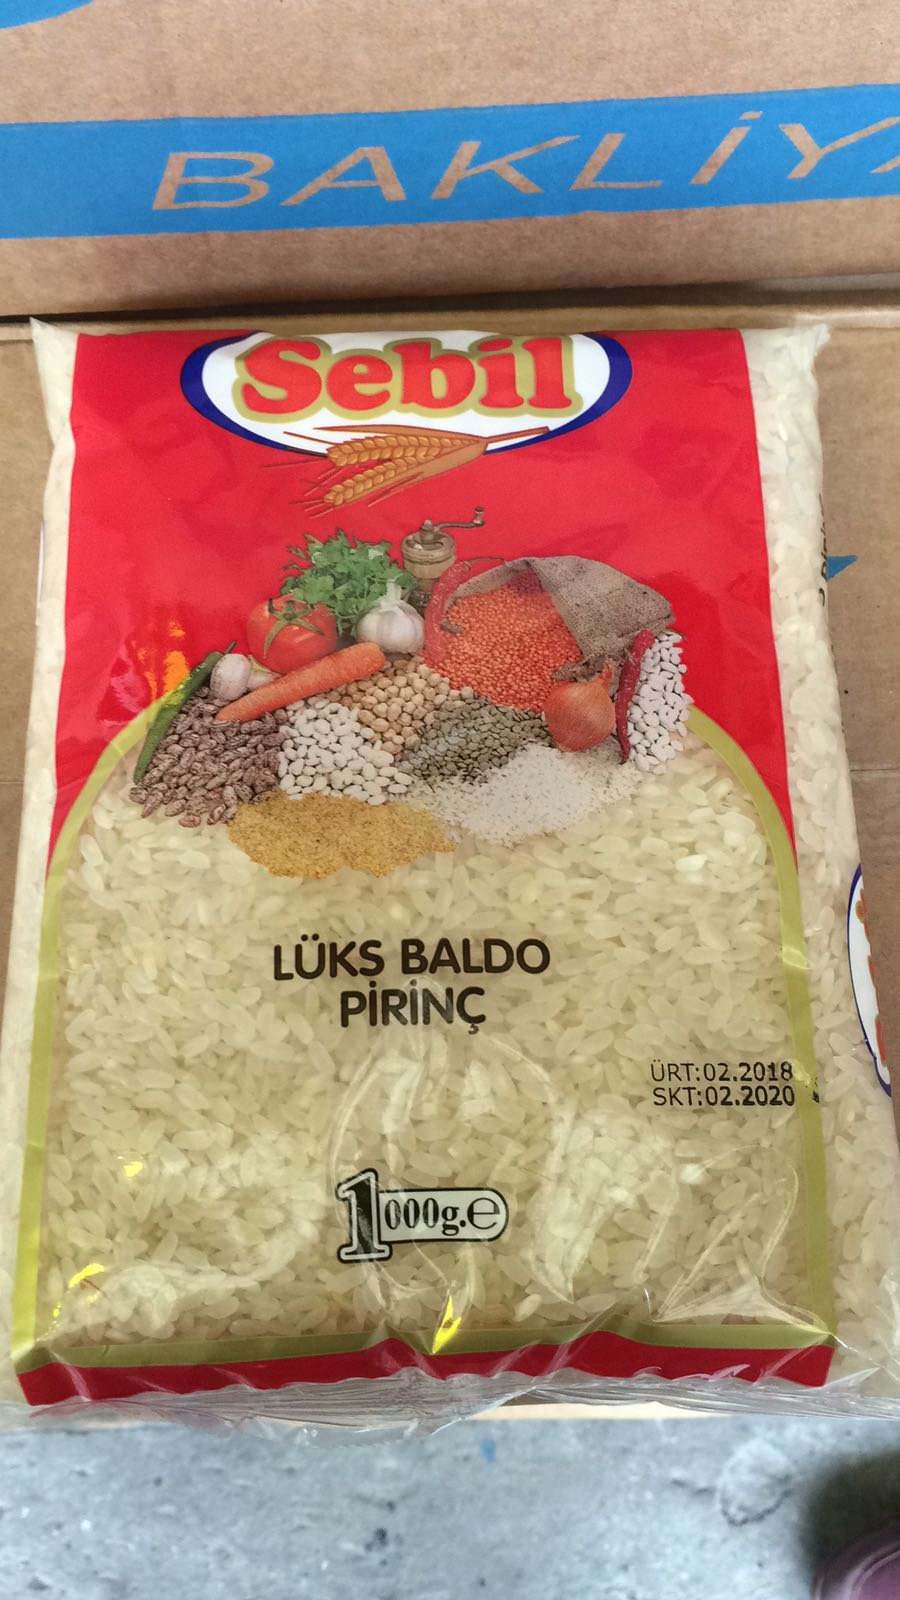 BAKLİY
Sebil
LÜKS BALDO
PİRİNÇ
ÜRT:02.2018
SKT:02.2020
1000g.e